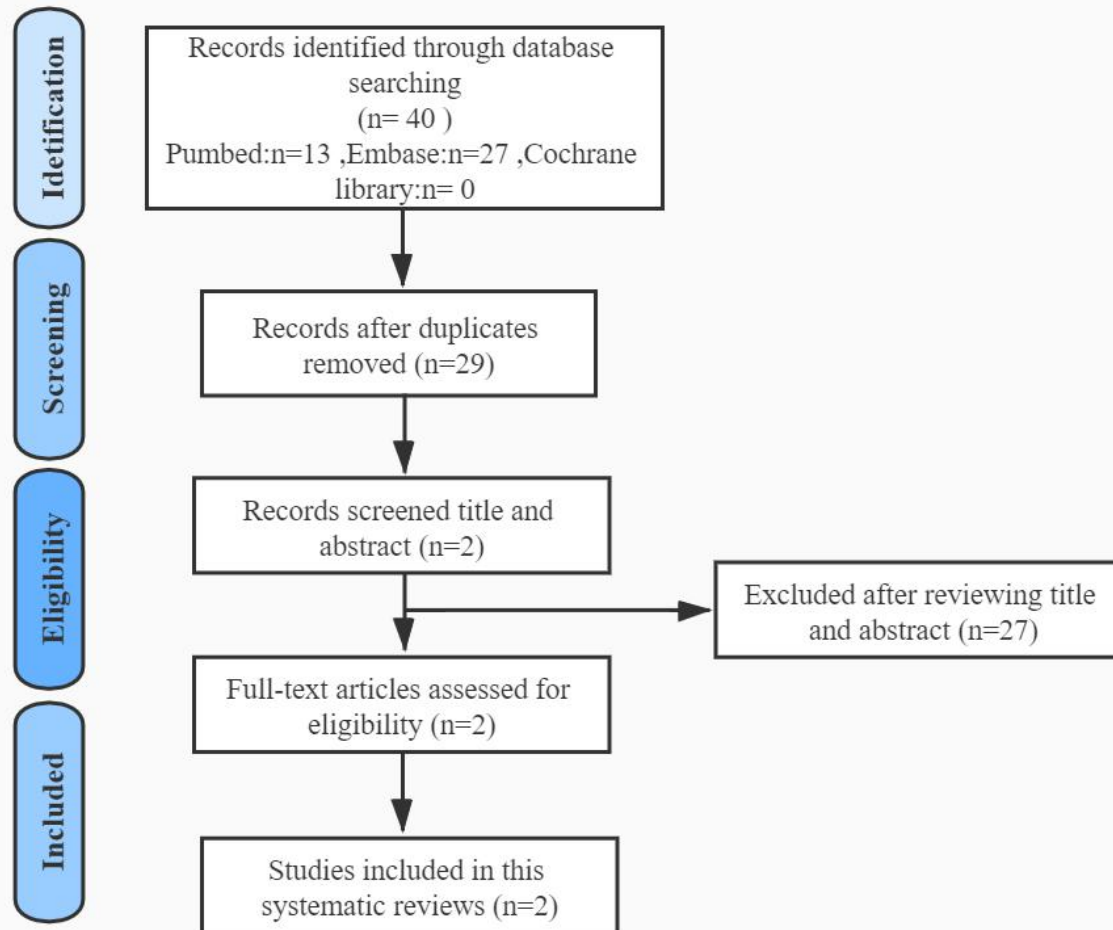 Idetification
Records identified through database
searching
(n= 40 )
Pumbed:n=13 ,Embase:n=27 ,Cochrane
library:n= 0
Screening
Records after duplicates
removed (n=29)
Eligibility
Records screened title and
abstract (n=2)
Excluded after reviewing title
and abstract (n=27)
Full-text articles assessed for
eligibility (n=2)
Included
Studies included in this
systematic reviews (n=2)